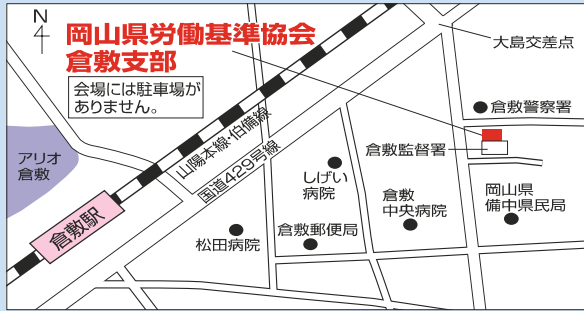 N
岡山県労働基準協会
倉敷支部
会場には駐車場が
ありません。
大島交差点
倉敷警察署
山陽本線・伯備線
国道429号線
アリオ
倉敷
倉敷監督署
しげい
病院
倉敷
中央病院
岡山県
備中県民局
倉敷駅
松田病院
倉敷郵便局